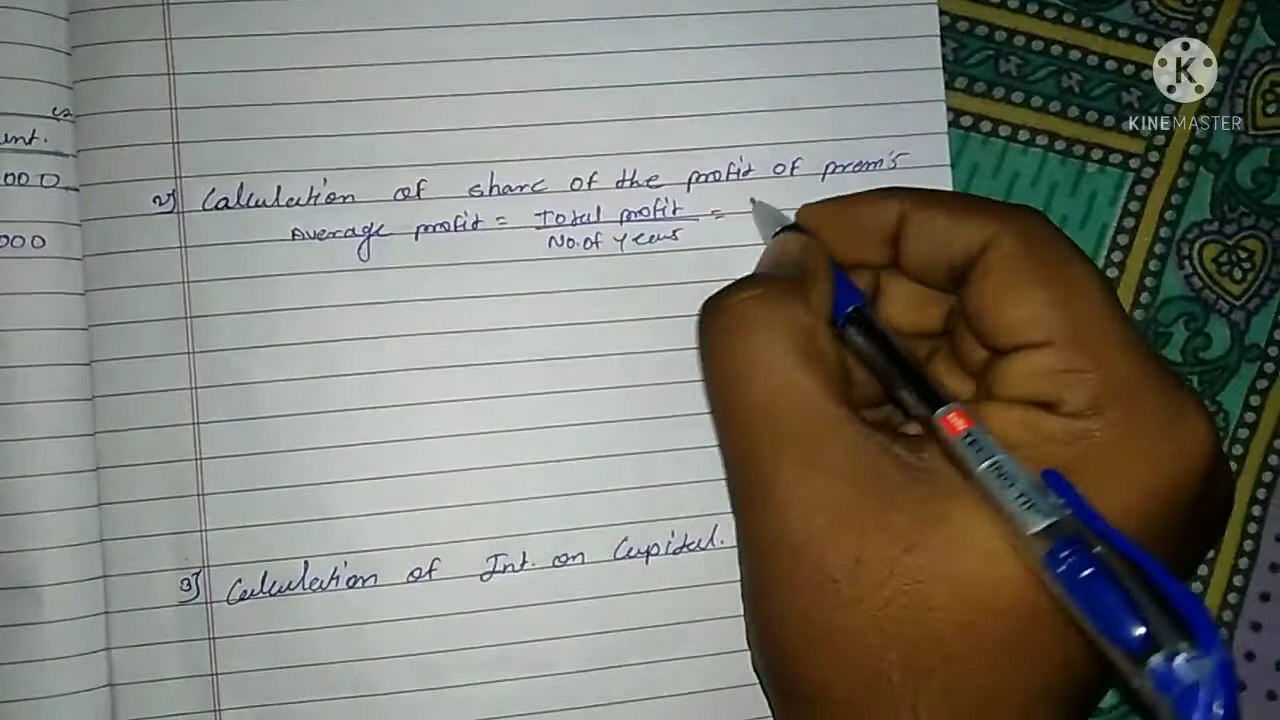 int.
000
000
2) Calculation of share of the profit of prem's
Average profit = Total profit / No. of years =
3) Calculation of Int. on Capital.
K
KINEMASTER
TECHNOTIP